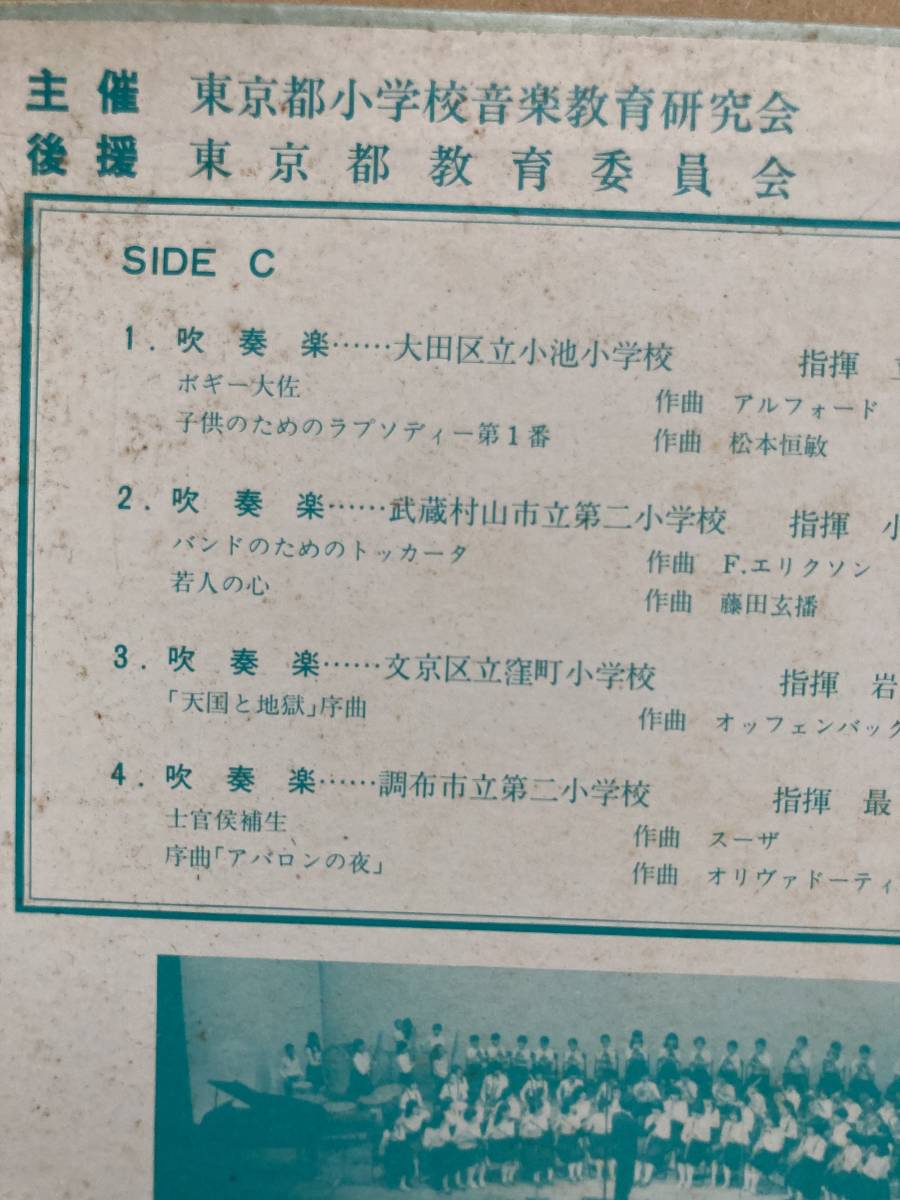 主催 東京都小学校音楽教育研究会
後援 東京都教育委員会
SIDE C
1. 吹奏楽……大田区立小池小学校 指揮
ボギー大佐 作曲 アルフォード
子供のためのラプソディー第1番 作曲 松本恒敏
2. 吹奏楽……武蔵村山市立第二小学校 指揮 小
バンドのためのトッカータ 作曲 F.エリクソン
若人の心 作曲 藤田玄播
3. 吹奏楽……文京区立窪町小学校 指揮 岩
「天国と地獄」序曲 作曲 オッフェンバック
4. 吹奏楽……調布市立第二小学校 指揮 最
士官侯補生 作曲 スーザ
序曲「アバロンの夜」 作曲 オリヴァドーティ